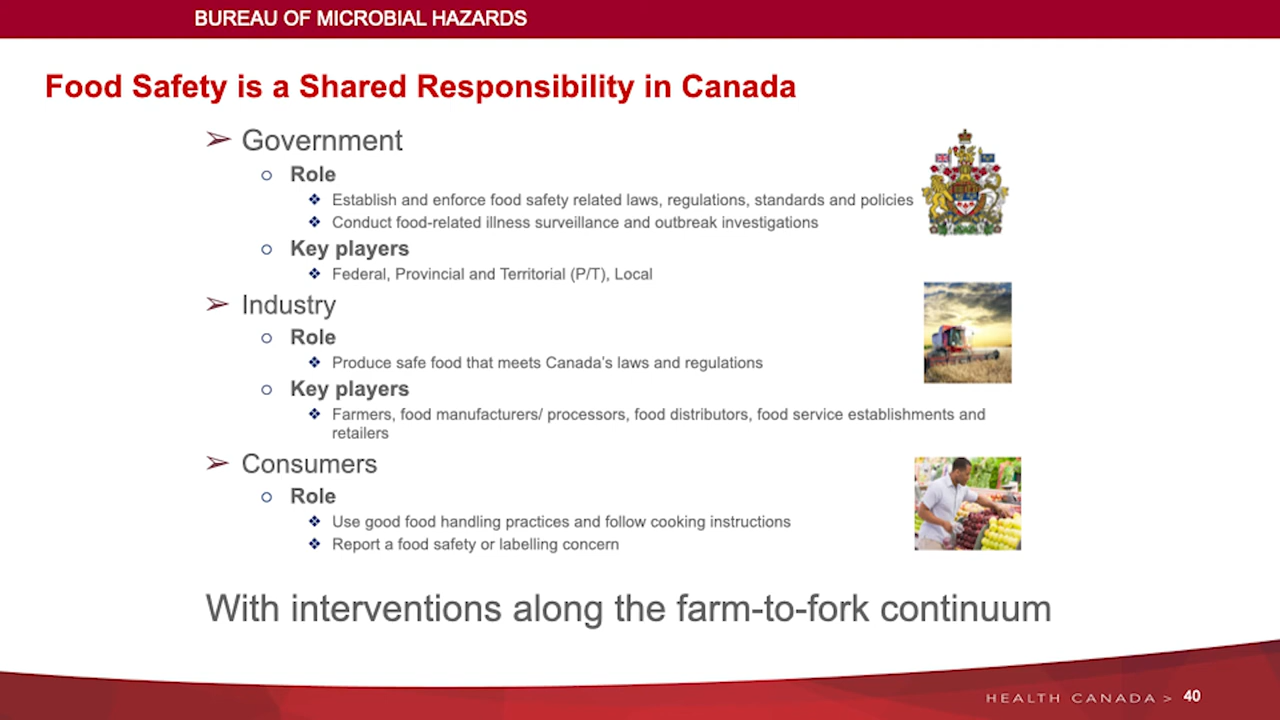 BUREAU OF MICROBIAL HAZARDS
Food Safety is a Shared Responsibility in Canada
➢ Government
○ Role
❖ Establish and enforce food safety related laws, regulations, standards and policies
❖ Conduct food-related illness surveillance and outbreak investigations
○ Key players
❖ Federal, Provincial and Territorial (P/T), Local
➢ Industry
○ Role
❖ Produce safe food that meets Canada's laws and regulations
○ Key players
❖ Farmers, food manufacturers/ processors, food distributors, food service establishments and
retailers
➢ Consumers
○ Role
❖ Use good food handling practices and follow cooking instructions
❖ Report a food safety or labelling concern
With interventions along the farm-to-fork continuum
HEALTH CANADA > 40